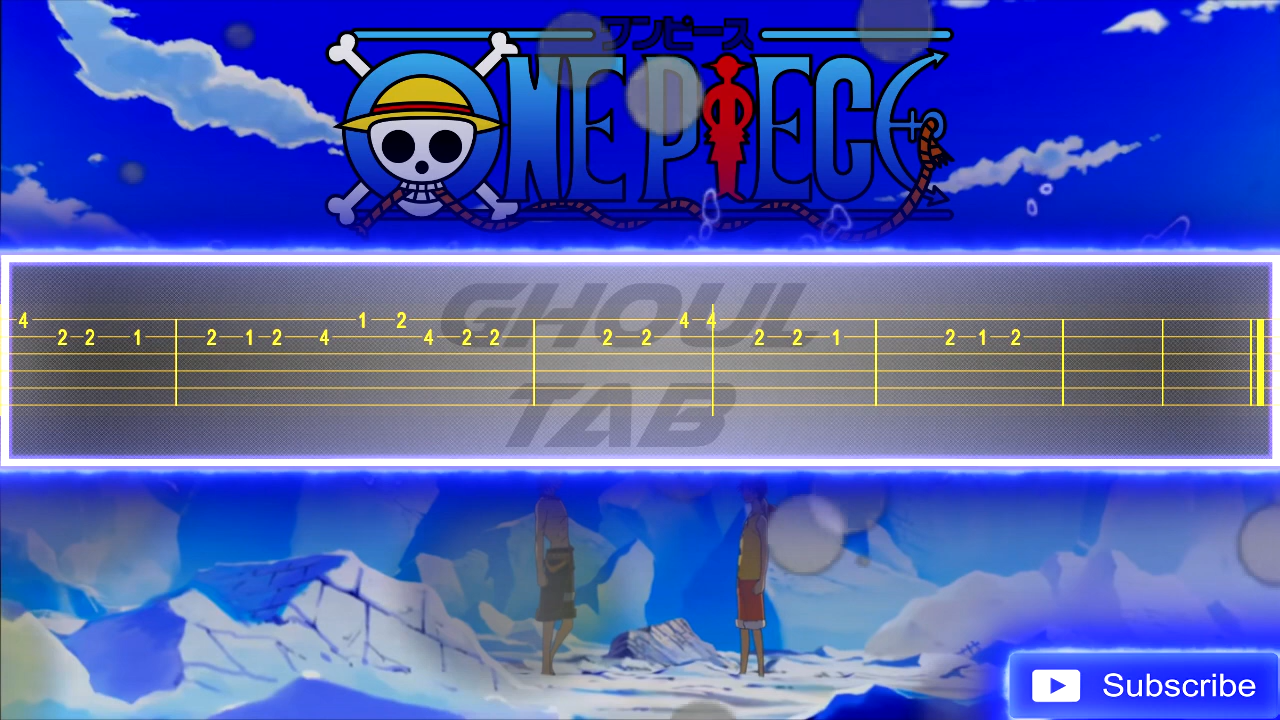 ワンピース
ONE PIECE
GHOUL
4 1 2 4 4
2 2 1 2 1 2 4 4 2 2 2 2 2 2 1 2 1 2
TAB
Subscribe